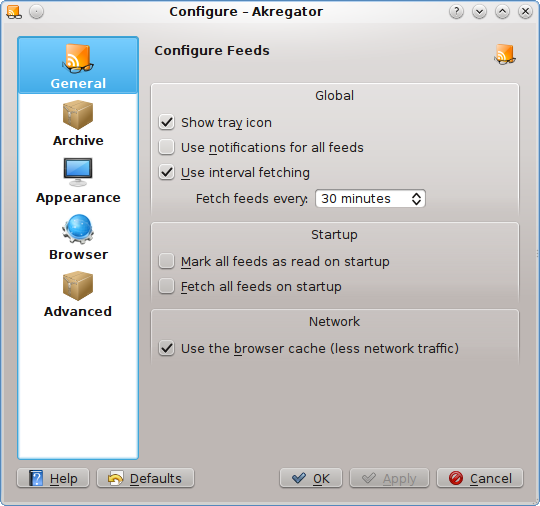 Configure – Akregator
General
Archive
Appearance
Browser
Advanced
Configure Feeds
Global
Show tray icon
Use notifications for all feeds
Use interval fetching
Fetch feeds every: 30 minutes
Startup
Mark all feeds as read on startup
Fetch all feeds on startup
Network
Use the browser cache (less network traffic)
Help Defaults OK Apply Cancel